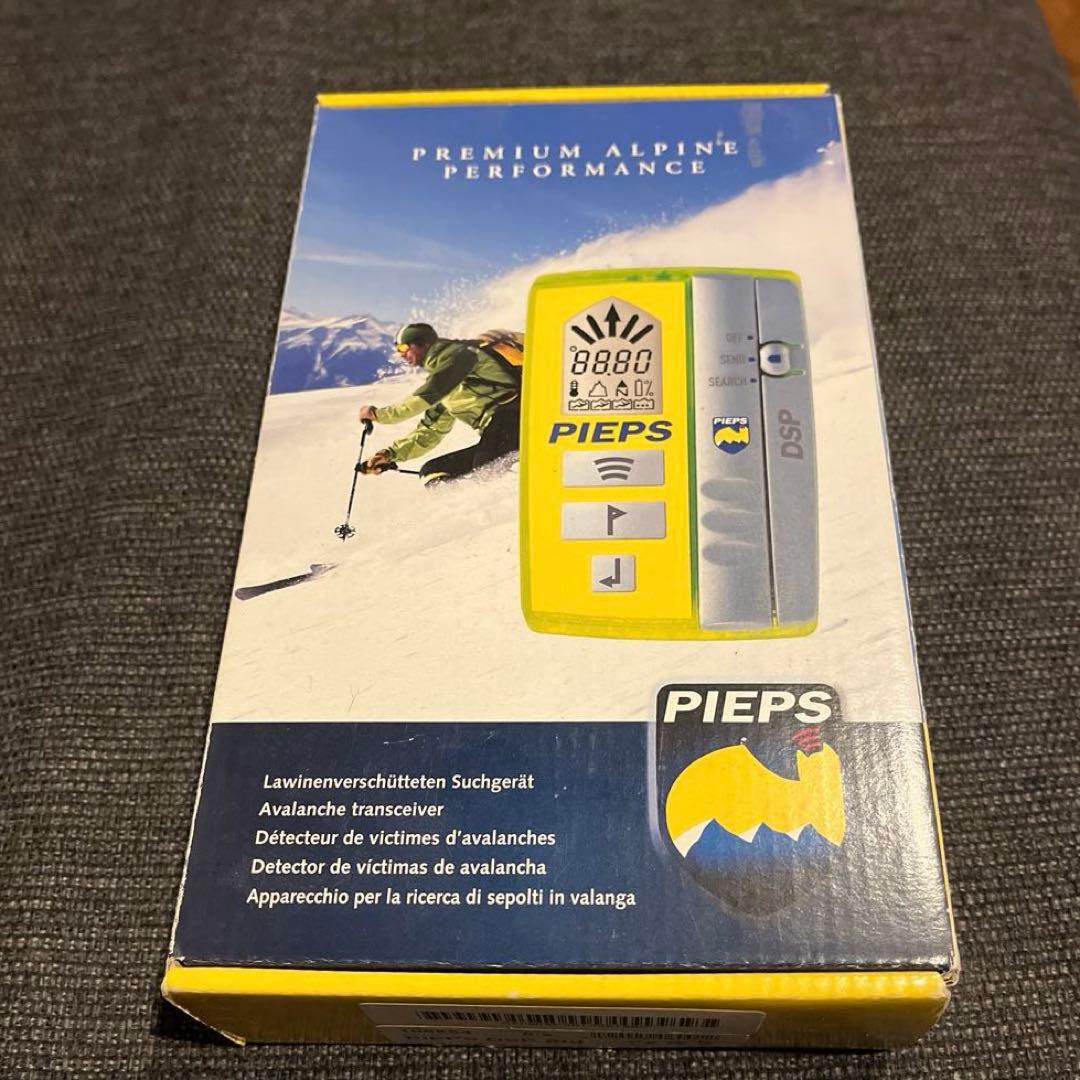 PREMIUM ALPINE
PERFORMANCE
88.80
%
PIEPS
OFF
SEND
SEARCH
PIEPS
DSP
PIEPS
Lawinenverschütteten Suchgerät
Avalanche transceiver
Détecteur de victimes d'avalanches
Detector de víctimas de avalancha
Apparecchio per la ricerca di sepolti in valanga